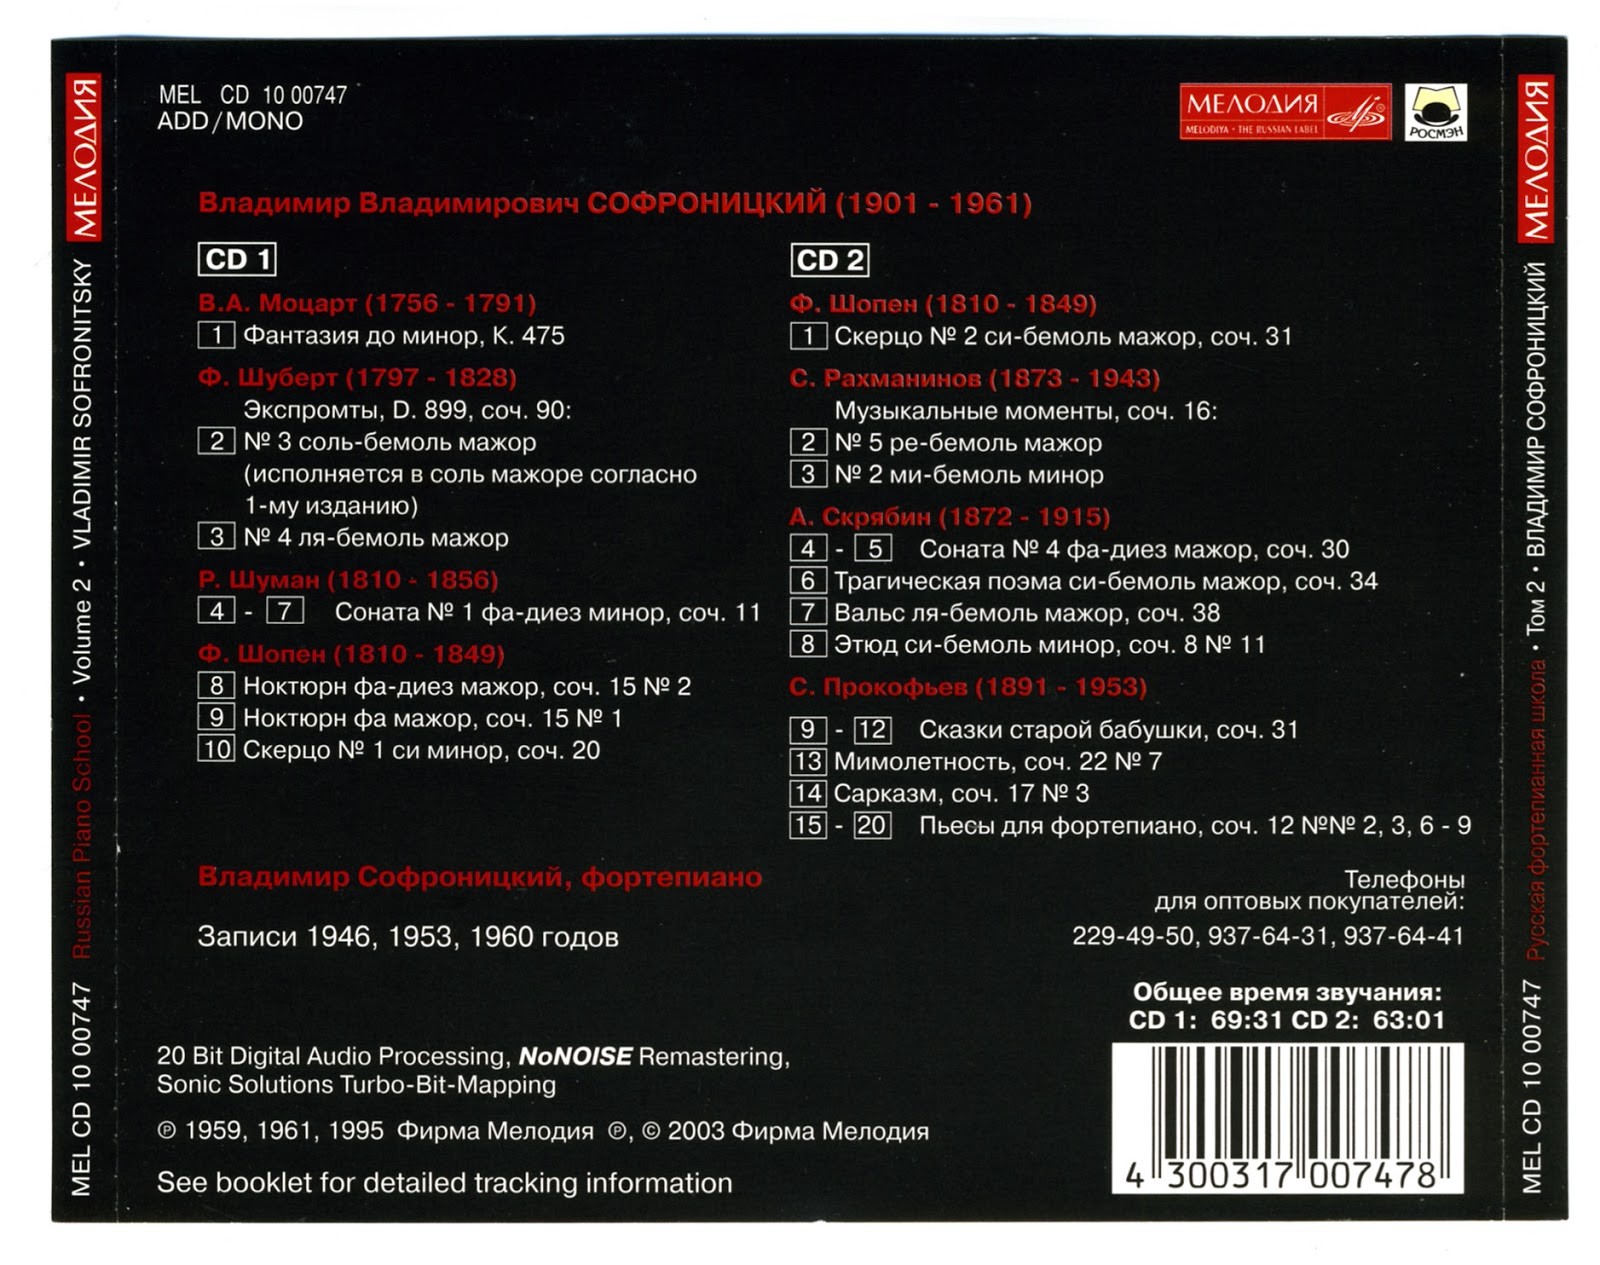 MEL CD 10 00747
ADD/MONO
МЕЛОДИЯ
MELODIYA • THE RUSSIAN LABEL
РОСМЭН
Владимир Владимирович СОФРОНИЦКИЙ (1901 - 1961)
CD 1
В.А. Моцарт (1756 - 1791)
1 Фантазия до минор, К. 475
Ф. Шуберт (1797 - 1828)
Экспромты, D. 899, соч. 90:
2 № 3 соль-бемоль мажор
(исполняется в соль мажоре согласно
1-му изданию)
3 № 4 ля-бемоль мажор
Р. Шуман (1810 - 1856)
4 - 7 Соната № 1 фа-диез минор, соч. 11
Ф. Шопен (1810 - 1849)
8 Ноктюрн фа-диез мажор, соч. 15 № 2
9 Ноктюрн фа мажор, соч. 15 № 1
10 Скерцо № 1 си минор, соч. 20
CD 2
Ф. Шопен (1810 - 1849)
1 Скерцо № 2 си-бемоль мажор, соч. 31
С. Рахманинов (1873 - 1943)
Музыкальные моменты, соч. 16:
2 № 5 ре-бемоль мажор
3 № 2 ми-бемоль минор
А. Скрябин (1872 - 1915)
4 - 5 Соната № 4 фа-диез мажор, соч. 30
6 Трагическая поэма си-бемоль мажор, соч. 34
7 Вальс ля-бемоль мажор, соч. 38
8 Этюд си-бемоль минор, соч. 8 № 11
С. Прокофьев (1891 - 1953)
9 - 12 Сказки старой бабушки, соч. 31
13 Мимолетность, соч. 22 № 7
14 Сарказм, соч. 17 № 3
15 - 20 Пьесы для фортепиано, соч. 12 №№ 2, 3, 6 - 9
Владимир Софроницкий, фортепиано
Записи 1946, 1953, 1960 годов
Телефоны
для оптовых покупателей:
229-49-50, 937-64-31, 937-64-41
Общее время звучания:
CD 1: 69:31 CD 2: 63:01
20 Bit Digital Audio Processing, NoNOISE Remastering,
Sonic Solutions Turbo-Bit-Mapping
℗ 1959, 1961, 1995 Фирма Мелодия ℗, © 2003 Фирма Мелодия
See booklet for detailed tracking information
4 300317 007478
MEL CD 10 00747 Russian Piano School • Volume 2 • VLADIMIR SOFRONITSKY МЕЛОДИЯ
MEL CD 10 00747 Русская фортепианная школа • Том 2 • ВЛАДИМИР СОФРОНИЦКИЙ МЕЛОДИЯ